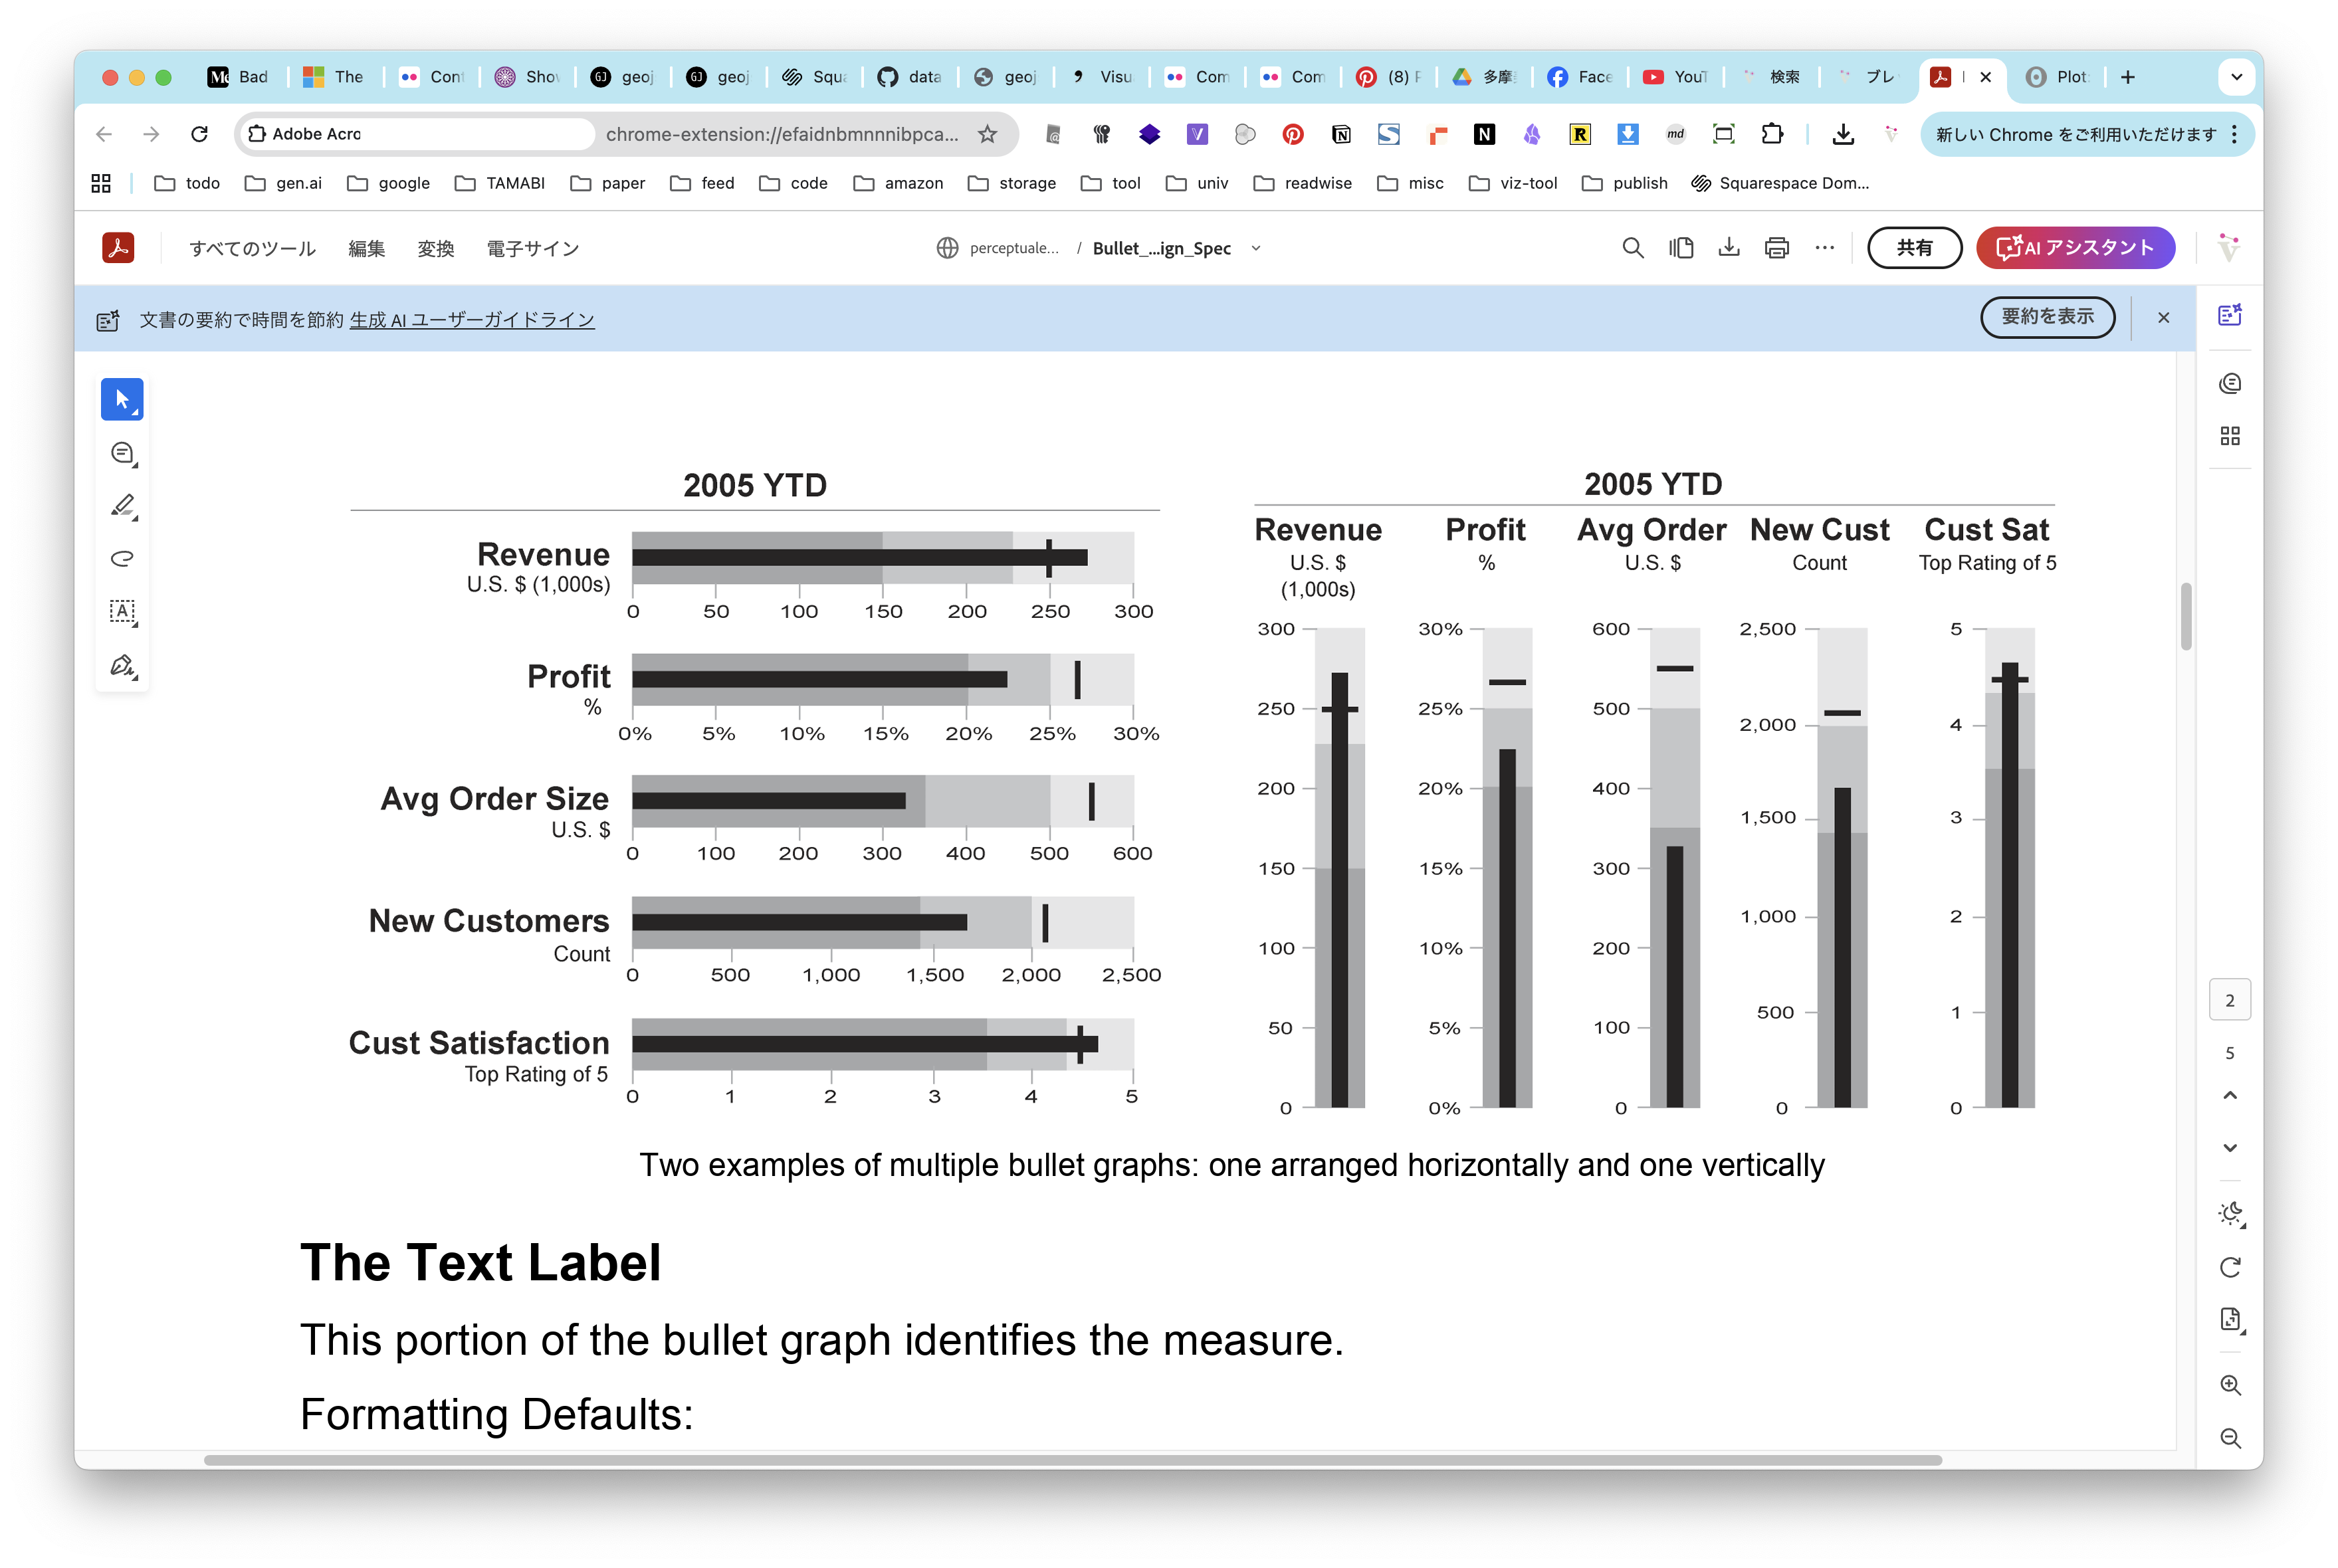 Bad
The
Cont
Sho
geoj
geoj
Squa
data
geoj
Visu
Com
Com
(8) F
多摩
Face
YouT
検索
ブレ
Plot
Adobe Acro
chrome-extension://efaidnbmnnnibpca...
新しい Chrome をご利用いただけます
todo
gen.ai
google
TAMABI
paper
feed
code
amazon
storage
tool
univ
readwise
misc
viz-tool
publish
Squarespace Dom...
すべてのツール
編集
変換
電子サイン
perceptuale... / Bullet_...ign_Spec
共有
AI アシスタント
文書の要約で時間を節約 生成 AI ユーザーガイドライン
要約を表示
2005 YTD
Revenue
U.S. $ (1,000s)
0 50 100 150 200 250 300
Profit
%
0% 5% 10% 15% 20% 25% 30%
Avg Order Size
U.S. $
0 100 200 300 400 500 600
New Customers
Count
0 500 1,000 1,500 2,000 2,500
Cust Satisfaction
Top Rating of 5
0 1 2 3 4 5
2005 YTD
Revenue
U.S. $
(1,000s)
300
250
200
150
100
50
0
Profit
%
30%
25%
20%
15%
10%
5%
0%
Avg Order
U.S. $
600
500
400
300
200
100
0
New Cust
Count
2,500
2,000
1,500
1,000
500
0
Cust Sat
Top Rating of 5
5
4
3
2
1
0
Two examples of multiple bullet graphs: one arranged horizontally and one vertically
The Text Label
This portion of the bullet graph identifies the measure.
Formatting Defaults:
2
5